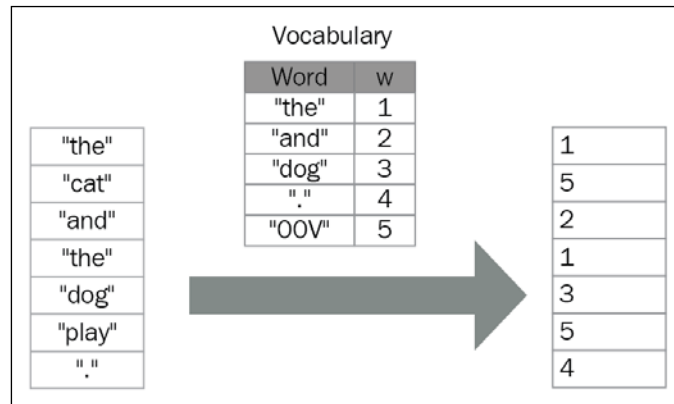 Vocabulary
Word w
"the" 1
"and" 2
"dog" 3
"." 4
"OOV" 5
"the"
"cat"
"and"
"the"
"dog"
"play"
"."
1
5
2
1
3
5
4